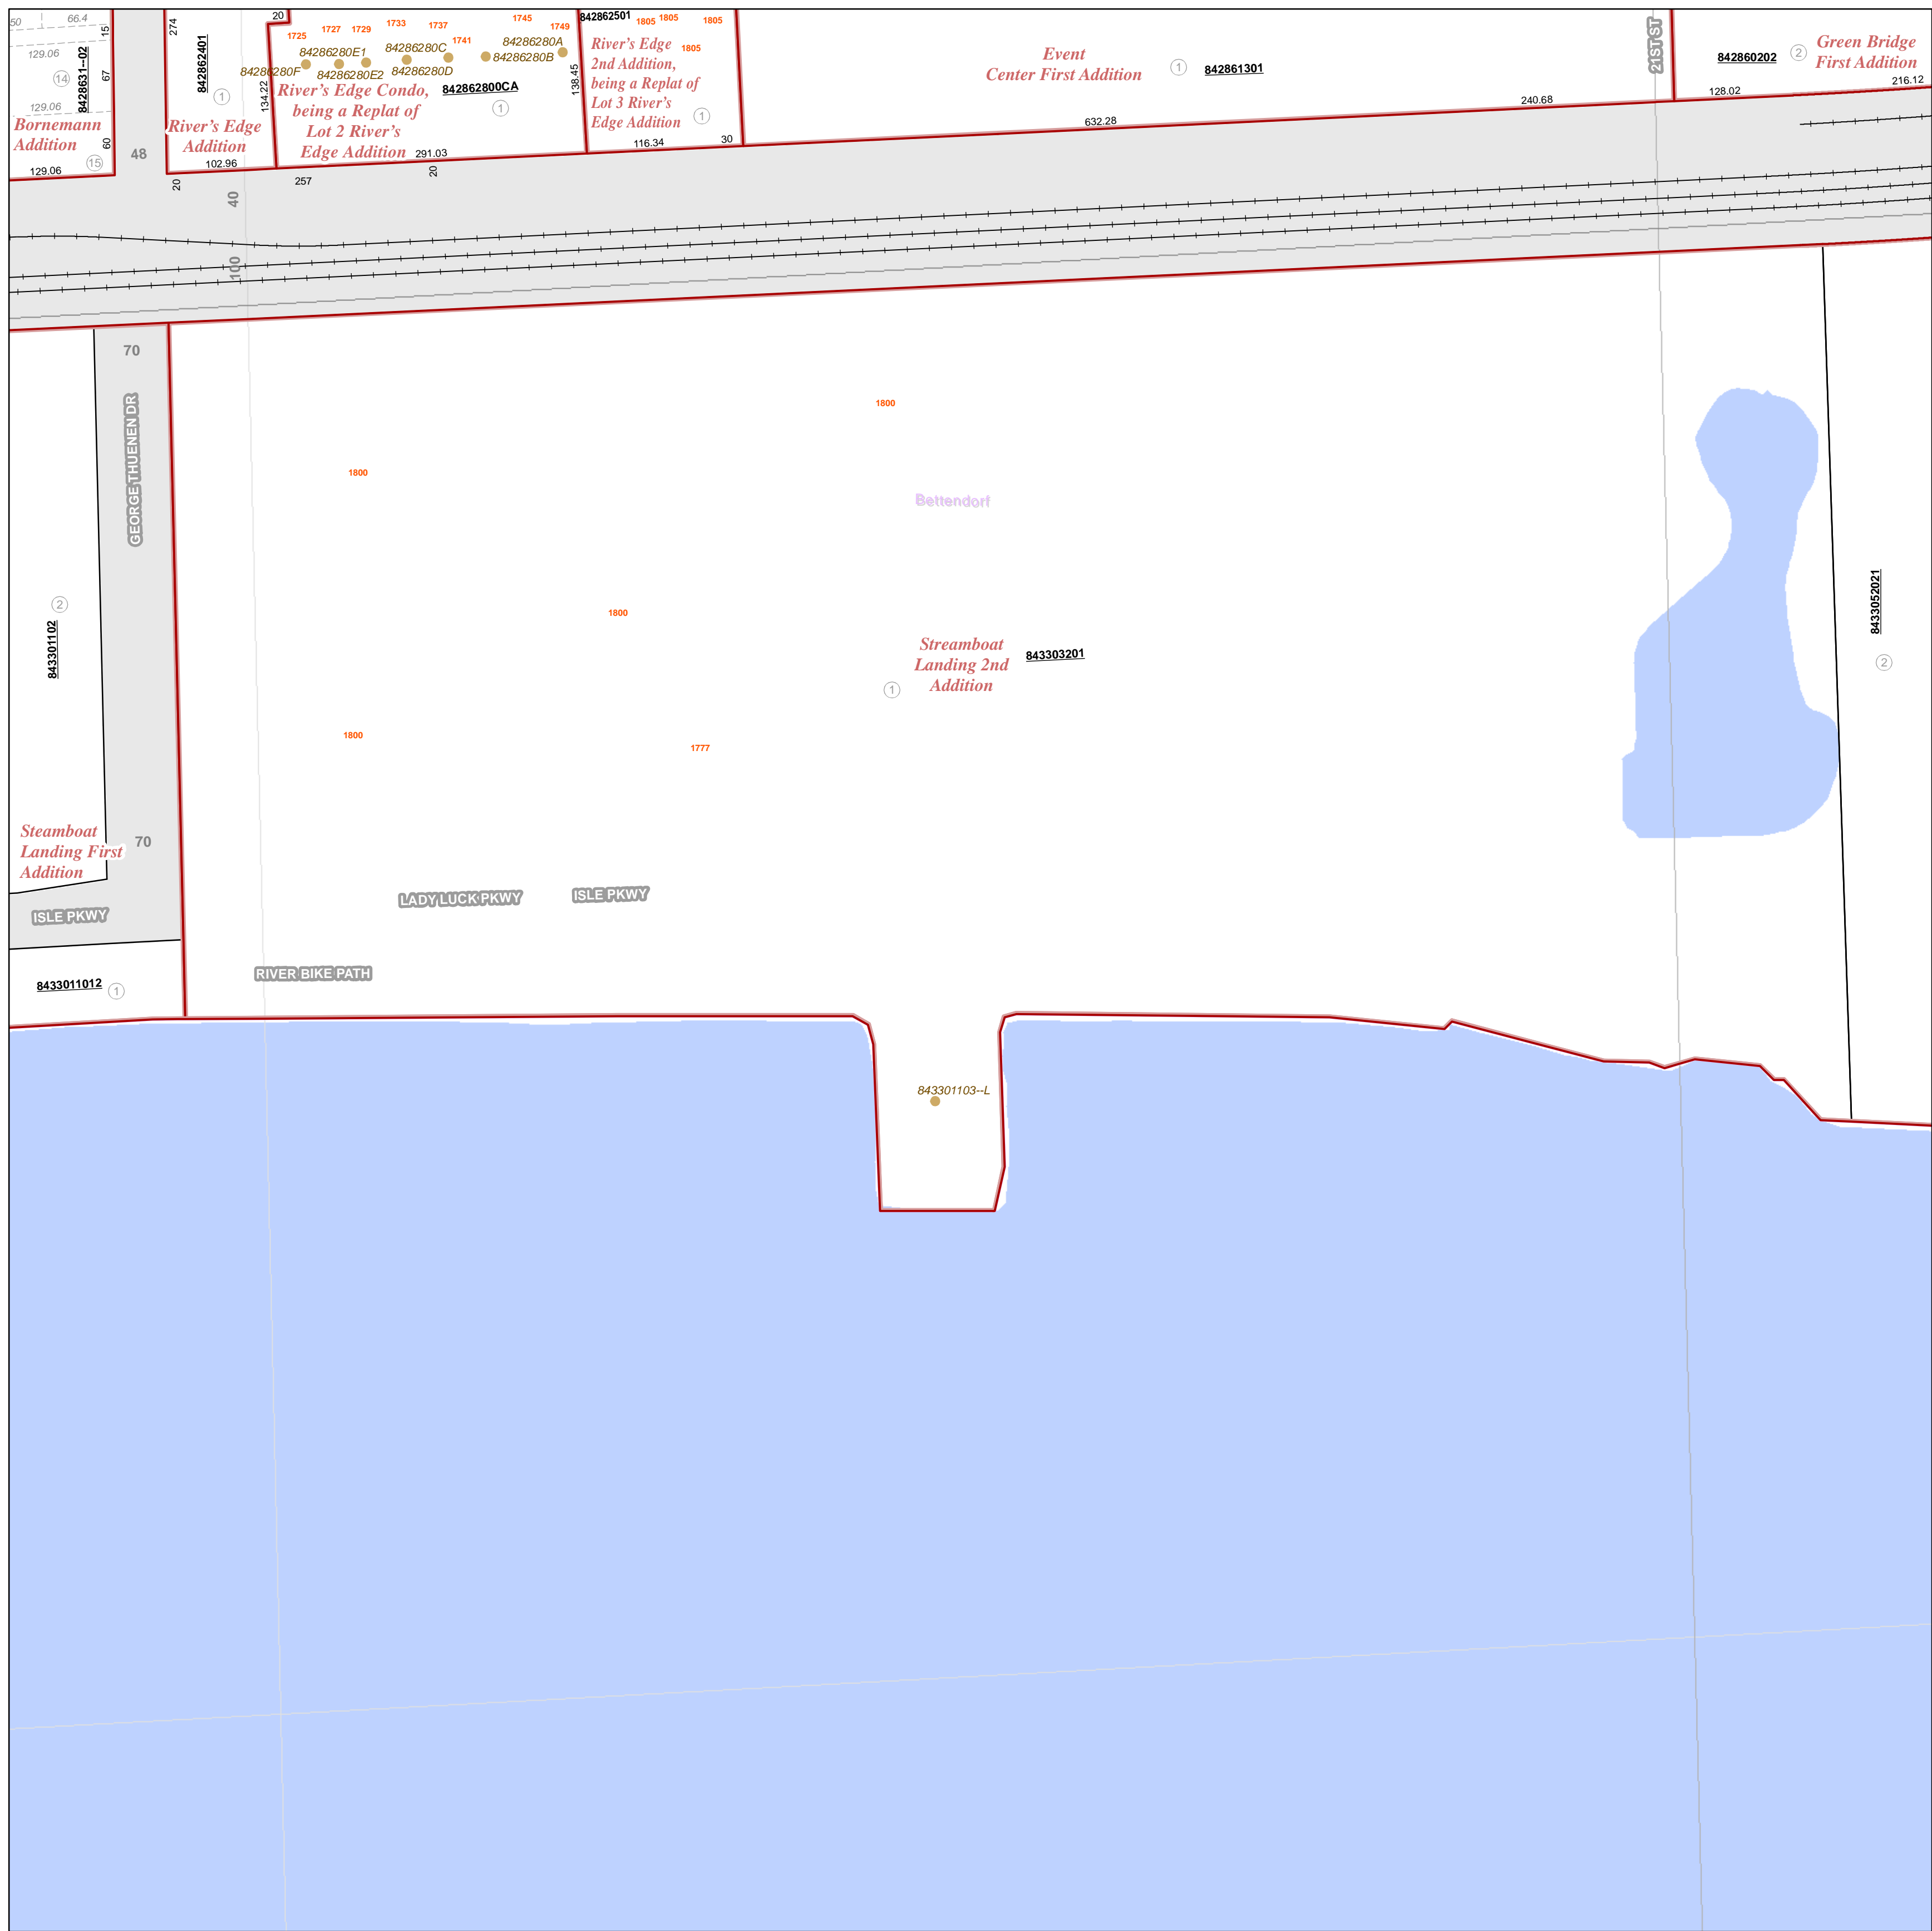 50
66.4
15
129.06
842863１--02
14
67
129.06
Bornemann
Addition
60
15
129.06
48
274
842862401
1
River's Edge
Addition
102.96
20
40
100
20
134.22
1725
1727
1729
1733
1737
1741
1745
1749
84286280F
84286280E1
84286280E2
84286280C
84286280D
84286280A
84286280B
River's Edge Condo,
being a Replat of
Lot 2 River's
Edge Addition
842862800CA
1
291.03
257
20
138.45
842862501
1805
1805
1805
1805
River's Edge
2nd Addition,
being a Replat of
Lot 3 River's
Edge Addition
1
116.34
30
Event
Center First Addition
1
842861301
632.28
240.68
21ST ST
842860202
2
Green Bridge
First Addition
128.02
216.12
70
GEORGE THUENEN DR
2
843301102
Steamboat
Landing First
Addition
70
ISLE PKWY
8433011012
1
1800
1800
Bettendorf
1800
Streamboat
Landing 2nd
Addition
843303201
1
1800
1777
8433052021
2
LADY LUCK PKWY
ISLE PKWY
RIVER BIKE PATH
843301103--L